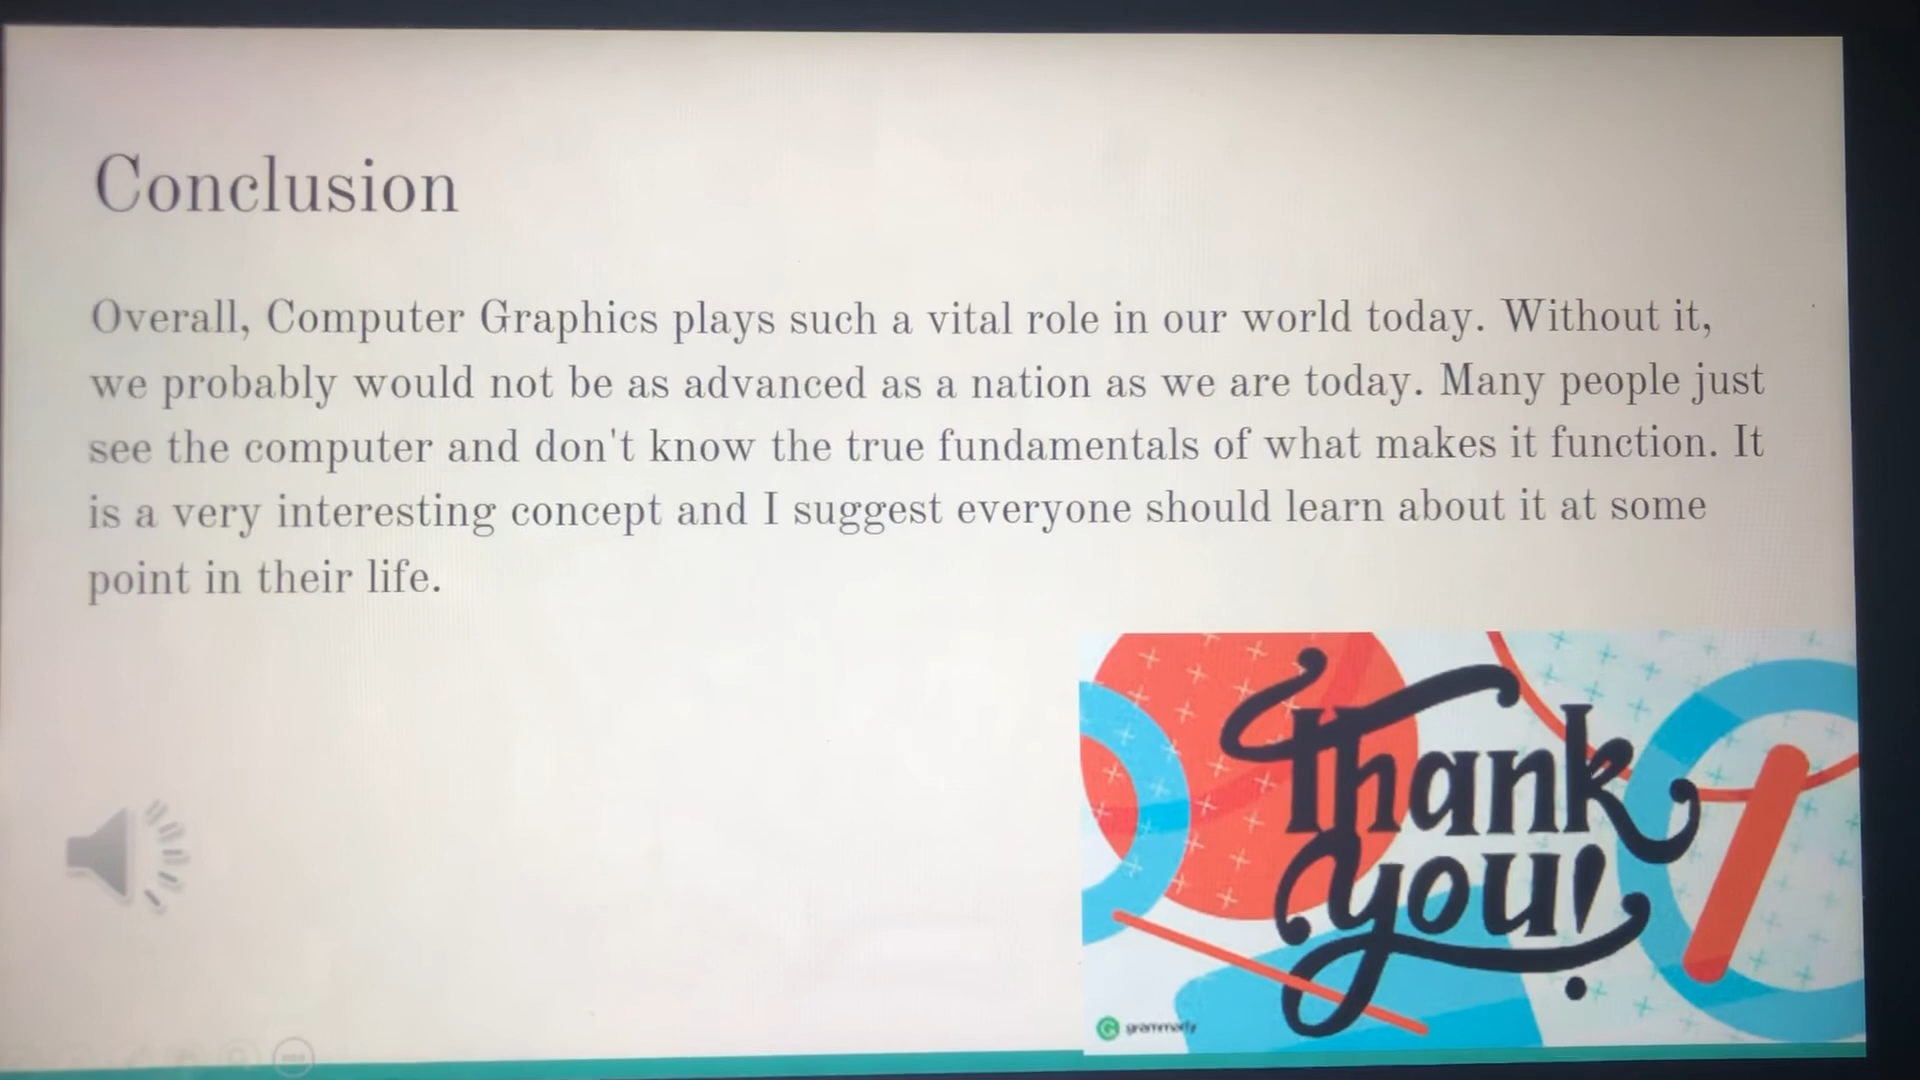 Conclusion
Overall, Computer Graphics plays such a vital role in our world today. Without it,
we probably would not be as advanced as a nation as we are today. Many people just
see the computer and don't know the true fundamentals of what makes it function. It
is a very interesting concept and I suggest everyone should learn about it at some
point in their life.
Thank
you!
grammarly